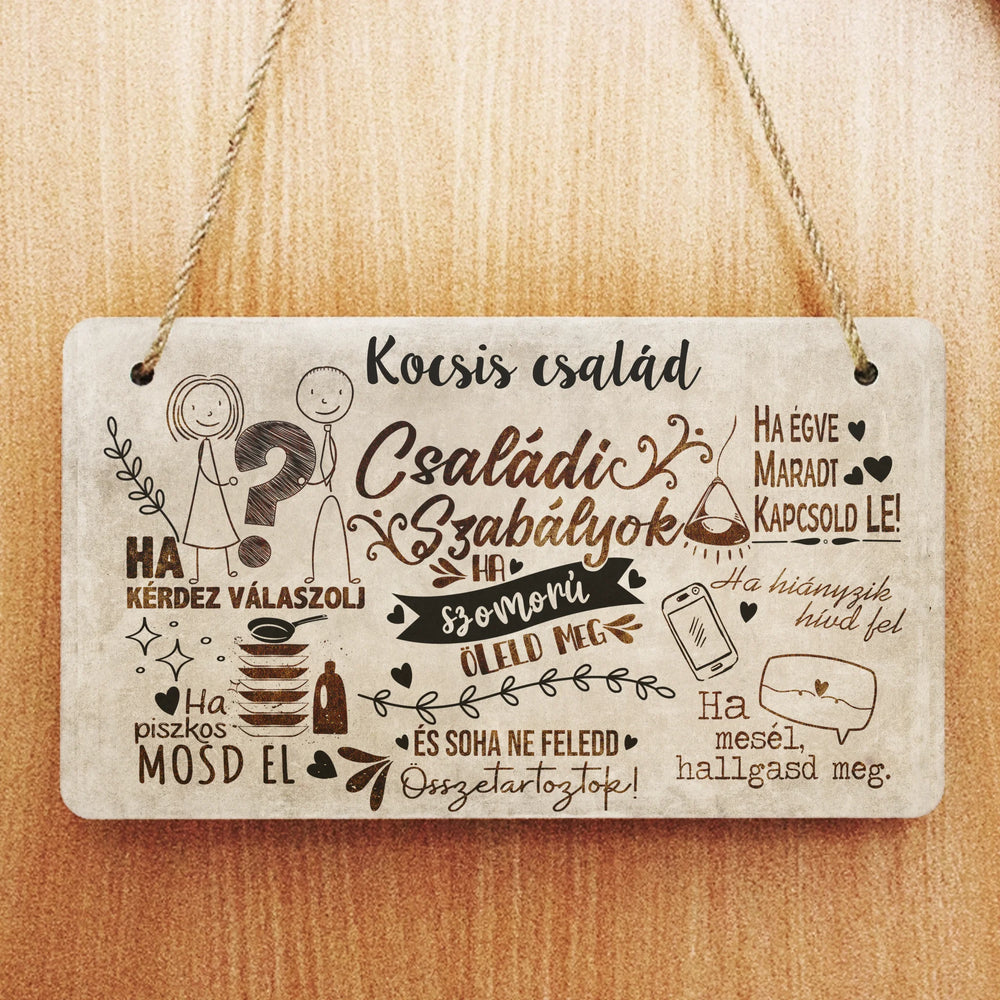 Kocsis család
Családi
Szabályok
HA
KÉRDEZ VÁLASZOLJ
HA ÉGVE
MARADT
KAPCSOLD LE!
HA
szomorú
ÖLELD MEG
Ha hiányzik
hívd fel
Ha
piszkos
MOSD EL
ÉS SOHA NE FELEDD
Összetartoztok!
Ha
mesél,
hallgasd meg.